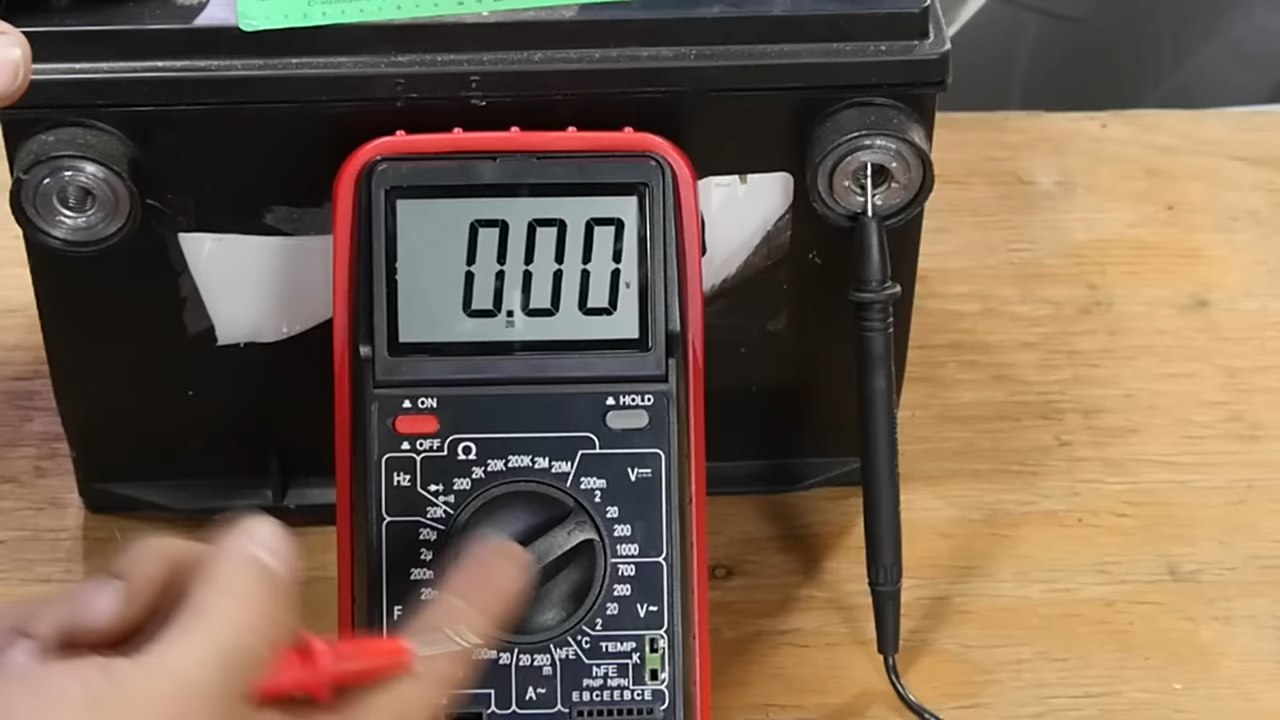 0.00
20
V
ON
HOLD
OFF
Ω
Hz
200
2K
20K
200K
2M
20M
V⎓
200m
2
20
200
1000
20K
20μ
2μ
200n
20n
F
700
200
20
2
V~
200m
20
20
200
m
A~
hFE
°C
TEMP
K
hFE
PNP NPN
EBCEEBCE